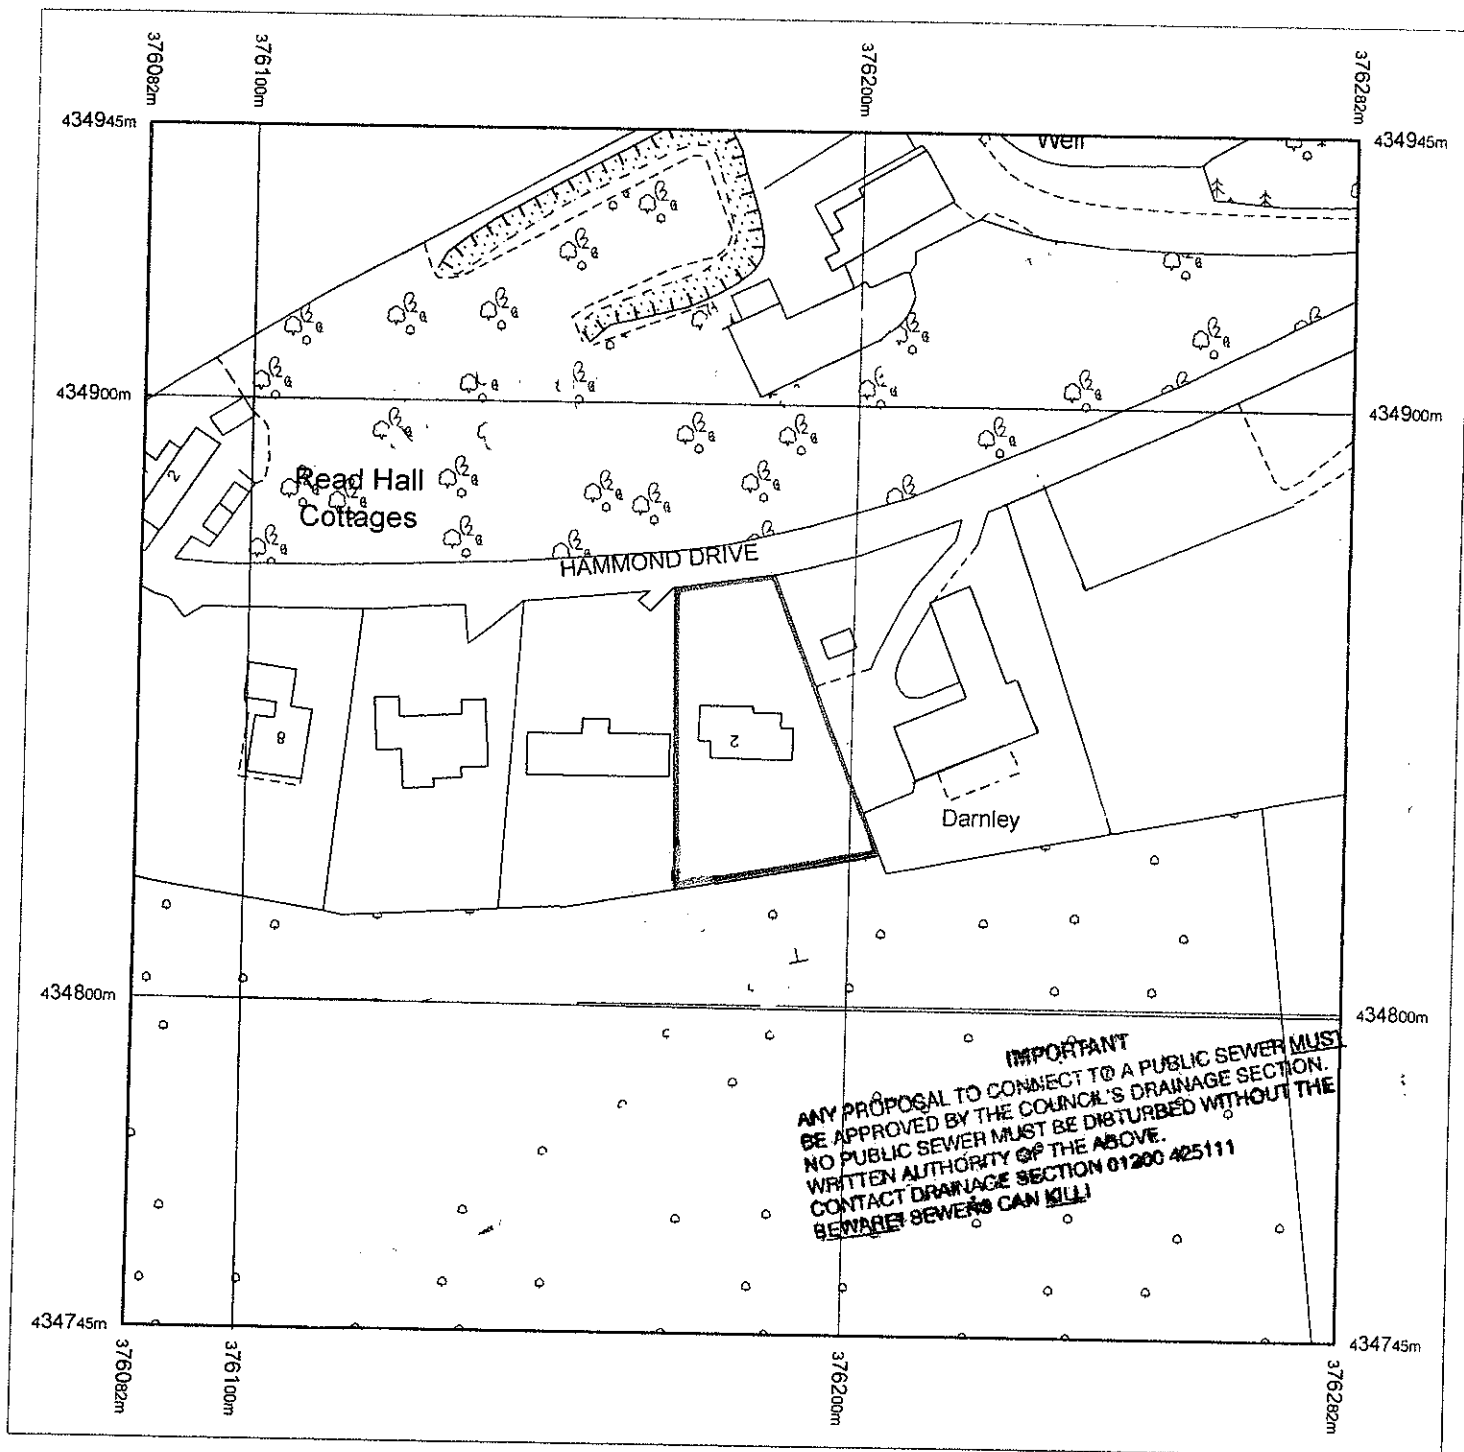 376082m
376100m
376200m
376282m
434945m
434945m
Well
434900m
434900m
2
Read Hall
Cottages
HAMMOND DRIVE
8
2
Darnley
434800m
434800m
IMPORTANT
ANY PROPOSAL TO CONNECT TO A PUBLIC SEWER MUST
BE APPROVED BY THE COUNCIL'S DRAINAGE SECTION.
NO PUBLIC SEWER MUST BE DISTURBED WITHOUT THE
WRITTEN AUTHORITY OF THE ABOVE.
CONTACT DRAINAGE SECTION 01200 425111
BEWARE! SEWERS CAN KILL!
434745m
434745m
376082m
376100m
376200m
376282m